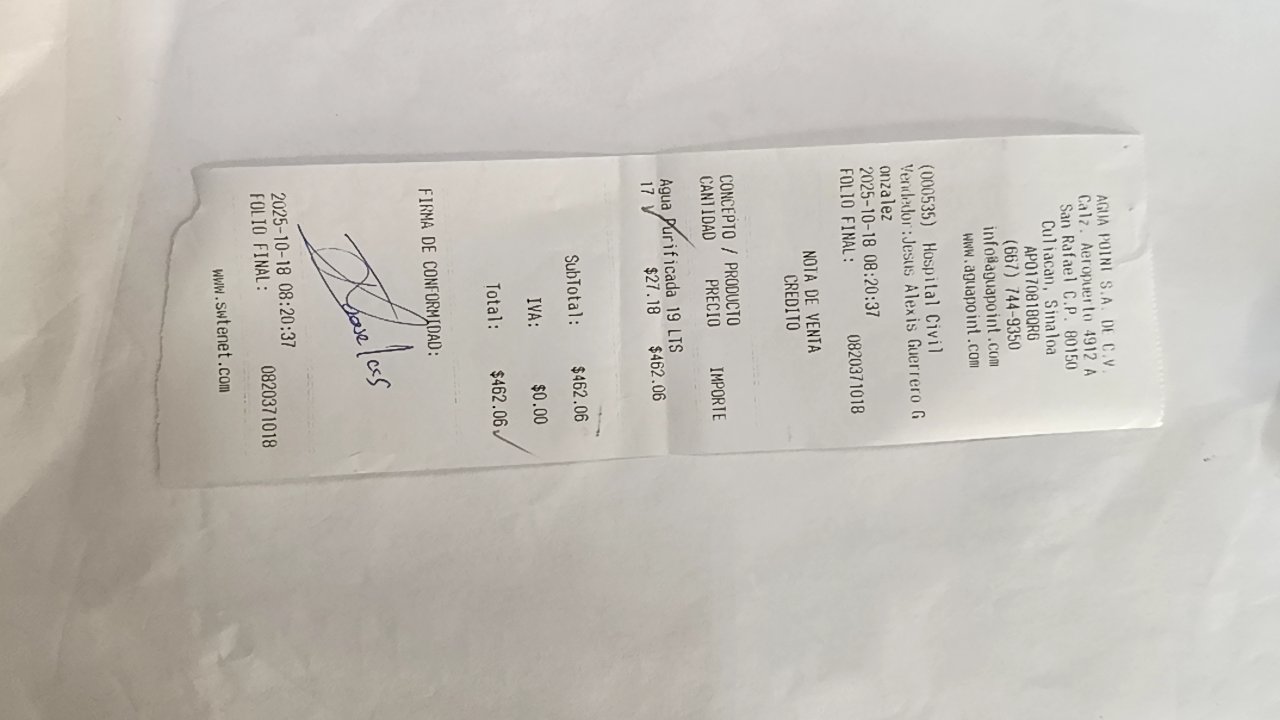 AGUA POINT S.A. DE C.V.
Calz. Aeropuerto 4912 A
San Rafael C.P. 80150
Culiacan, Sinaloa
APO170818DR6
(667) 744-9350
info@aguapoint.com
www.aguapoint.com
(000535) Hospital Civil
Vendador:Jesus Alexis Guerrero G
onzalez
2025-10-18 08:20:37
FOLIO FINAL: 0820371018
NOTA DE VENTA
CREDITO
CONCEPTO / PRODUCTO
CANTIDAD PRECIO IMPORTE
Agua Purificada 19 LTS
17 $27.18 $462.06
SubTotal: $462.06
IVA: $0.00
Total: $462.06
FIRMA DE CONFORMIDAD:
2025-10-18 08:20:37
FOLIO FINAL: 0820371018
www.swtenet.com